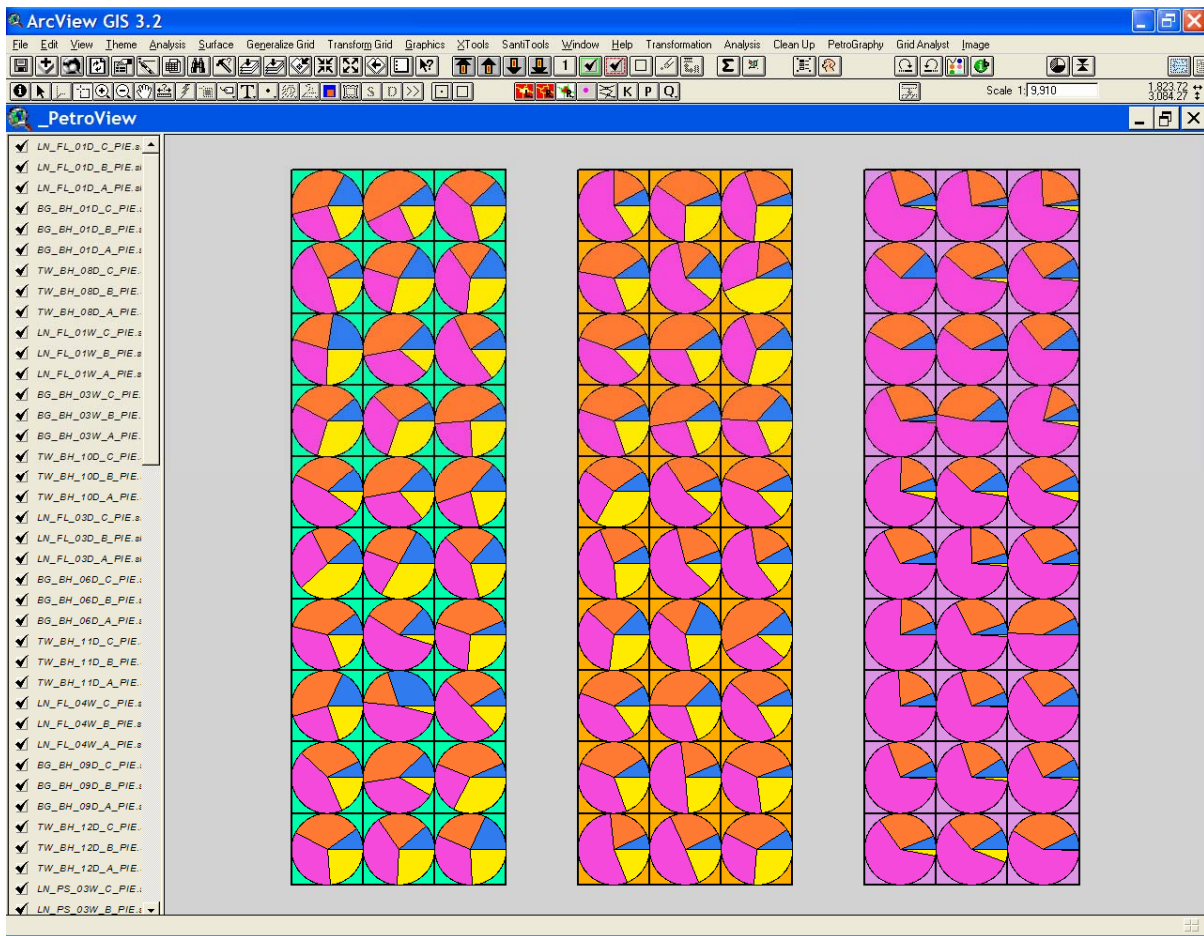 ArcView GIS 3.2
File Edit View Theme Analysis Surface Generalize Grid Transform Grid Graphics XTools SantiTools Window Help Transformation Analysis Clean Up PetroGraphy Grid Analyst Image
Scale 1: 9,910
1,823.72
3,084.27
_PetroView
LN_FL_01D_C_PIE.s
LN_FL_01D_B_PIE.s
LN_FL_01D_A_PIE.s
BG_BH_01D_C_PIE.
BG_BH_01D_B_PIE.
BG_BH_01D_A_PIE.
TW_BH_08D_C_PIE.
TW_BH_08D_B_PIE.
TW_BH_08D_A_PIE.
LN_FL_01W_C_PIE.s
LN_FL_01W_B_PIE.s
LN_FL_01W_A_PIE.s
BG_BH_03W_C_PIE.
BG_BH_03W_B_PIE.
BG_BH_03W_A_PIE.
TW_BH_10D_C_PIE.
TW_BH_10D_B_PIE.
TW_BH_10D_A_PIE.
LN_FL_03D_C_PIE.s
LN_FL_03D_B_PIE.s
LN_FL_03D_A_PIE.s
BG_BH_06D_C_PIE.
BG_BH_06D_B_PIE.s
BG_BH_06D_A_PIE.s
TW_BH_11D_C_PIE.
TW_BH_11D_B_PIE.
TW_BH_11D_A_PIE.
LN_FL_04W_C_PIE.s
LN_FL_04W_B_PIE.s
LN_FL_04W_A_PIE.s
BG_BH_09D_C_PIE.
BG_BH_09D_B_PIE.s
BG_BH_09D_A_PIE.s
TW_BH_12D_C_PIE.
TW_BH_12D_B_PIE.
TW_BH_12D_A_PIE.
LN_PS_03W_C_PIE.
LN_PS_03W_B_PIE.s